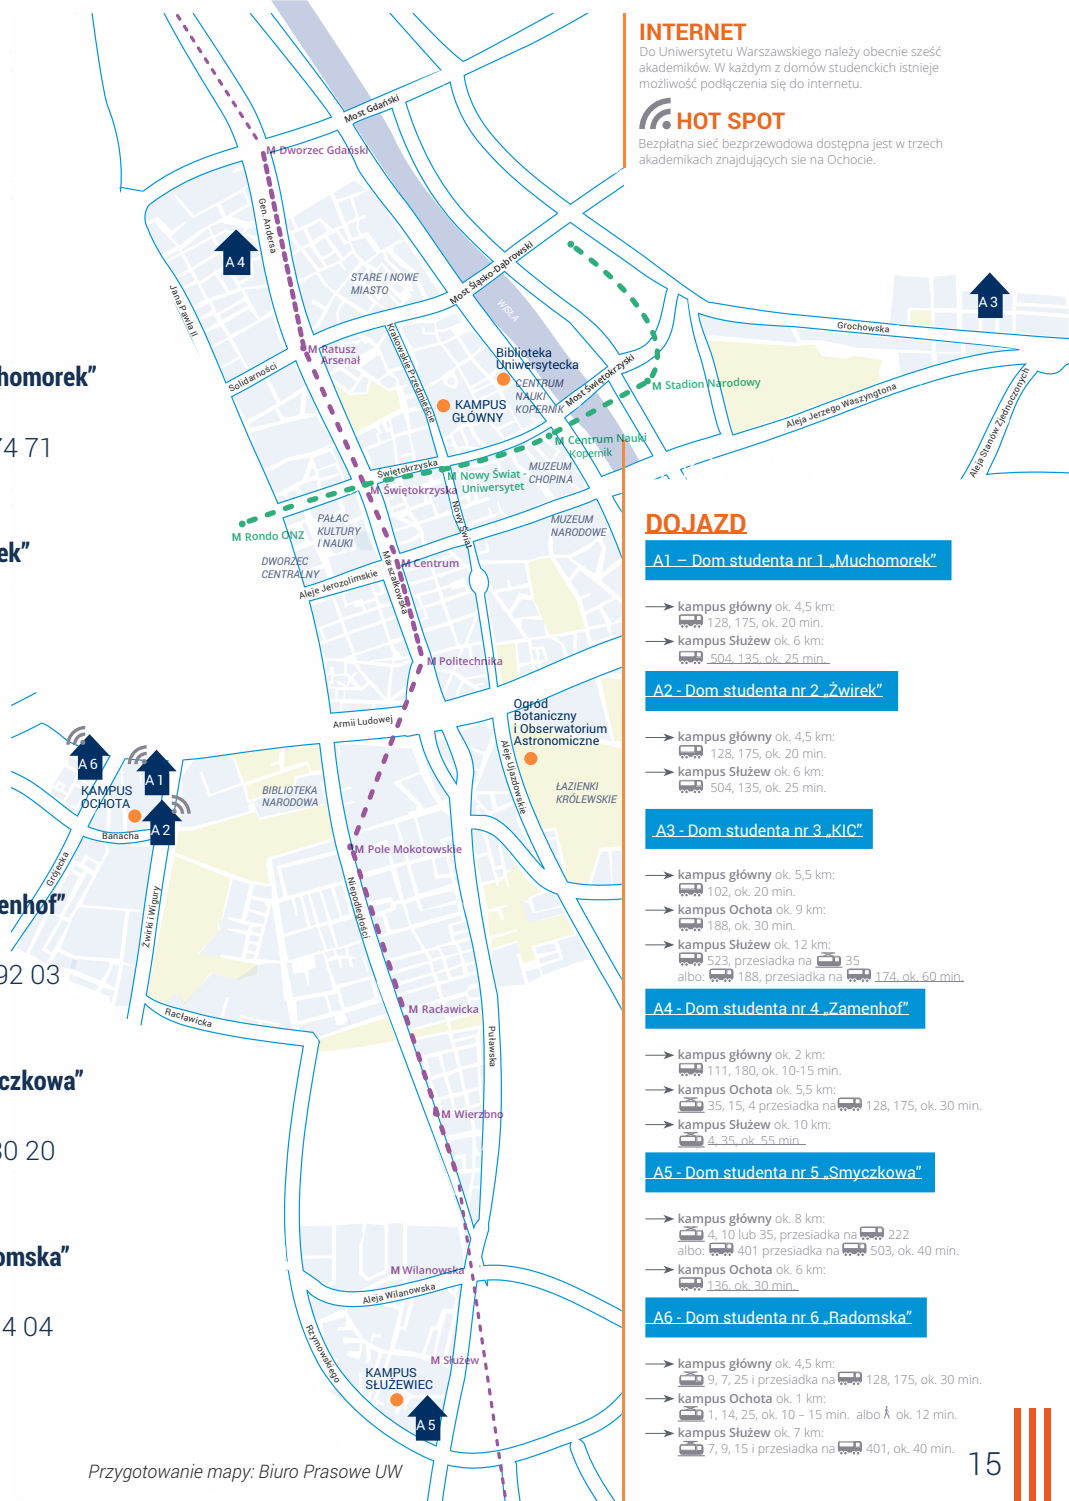 INTERNET
Do Uniwersytetu Warszawskiego należy obecnie sześć
akademików. W każdym z domów studenckich istnieje
możliwość podłączenia się do internetu.
HOT SPOT
Bezpłatna sieć bezprzewodowa dostępna jest w trzech
akademikach znajdujących sie na Ochocie.
Most Gdański
M Dworzec Gdański
Gen. Andersa
A4
STARE I NOWE
MIASTO
Jana Pawła II
Most Śląsko-Dąbrowski
WISŁA
A3
Grochowska
M Ratusz
Arsenał
Krakowskie Przedmieście
Biblioteka
Uniwersytecka
Solidarności
CENTRUM
NAUKI
KOPERNIK
Most Świętokrzyski
M Stadion Narodowy
KAMPUS
GŁÓWNY
Aleja Jerzego Waszyngtona
Aleja Stanów Zjednoczonych
homorek”
74 71
M Centrum Nauki
Kopernik
Świętokrzyska
M Nowy Świat -
Uniwersytet
MUZEUM
CHOPINA
M Świętokrzyska
Nowy Świat
M Rondo ONZ
PAŁAC
KULTURY
I NAUKI
MUZEUM
NARODOWE
ek”
DWORZEC
CENTRALNY
M Centrum
Marszałkowska
Aleje Jerozolimskie
M Politechnika
Armii Ludowej
Ogród
Botaniczny
i Obserwatorium
Astronomiczne
Aleje Ujazdowskie
ŁAZIENKI
KRÓLEWSKIE
A6
A1
KAMPUS
OCHOTA
A2
Banacha
BIBLIOTEKA
NARODOWA
Grójecka
M Pole Mokotowskie
Niepodległości
Żwirki i Wigury
enhof”
92 03
Racławicka
M Racławicka
Puławska
czkowa”
30 20
M Wierzbno
omska”
4 04
M Wilanowska
Aleja Wilanowska
Rzymowskiego
M Służew
KAMPUS
SŁUŻEWIEC
A5
Przygotowanie mapy: Biuro Prasowe UW
DOJAZD
A1 – Dom studenta nr 1 „Muchomorek”
kampus główny ok. 4,5 km:
128, 175, ok. 20 min.
kampus Służew ok. 6 km:
504, 135, ok. 25 min.
A2 - Dom studenta nr 2 „Żwirek”
kampus główny ok. 4,5 km:
128, 175, ok. 20 min.
kampus Służew ok. 6 km:
504, 135, ok. 25 min.
A3 - Dom studenta nr 3 „KIC”
kampus główny ok. 5,5 km:
102, ok. 20 min.
kampus Ochota ok. 9 km:
188, ok. 30 min.
kampus Służew ok. 12 km:
523, przesiadka na 35
albo: 188, przesiadka na 174, ok. 60 min.
A4 - Dom studenta nr 4 „Zamenhof”
kampus główny ok. 2 km:
111, 180, ok. 10-15 min.
kampus Ochota ok. 5,5 km:
35, 15, 4 przesiadka na 128, 175, ok. 30 min.
kampus Służew ok. 10 km:
4, 35, ok. 55 min.
A5 - Dom studenta nr 5 „Smyczkowa”
kampus główny ok. 8 km:
4, 10 lub 35, przesiadka na 222
albo: 401 przesiadka na 503, ok. 40 min.
kampus Ochota ok. 6 km:
136, ok. 30 min.
A6 - Dom studenta nr 6 „Radomska”
kampus główny ok. 4,5 km:
9, 7, 25 i przesiadka na 128, 175, ok. 30 min.
kampus Ochota ok. 1 km:
1, 14, 25, ok. 10 – 15 min. albo ok. 12 min.
kampus Służew ok. 7 km:
7, 9, 15 i przesiadka na 401, ok. 40 min.
15